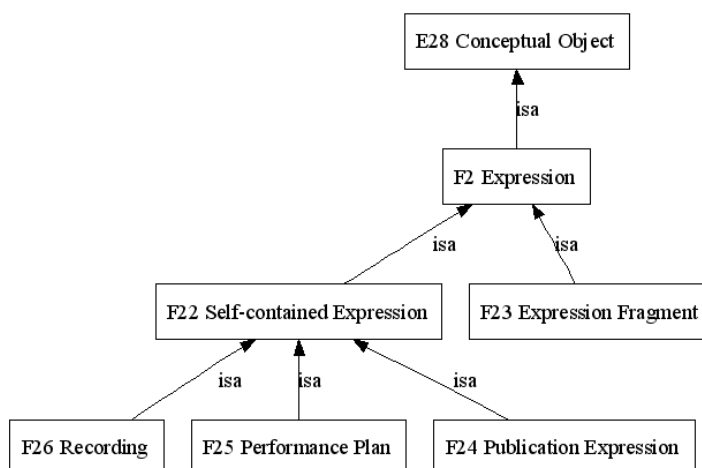 E28 Conceptual Object
isa
F2 Expression
isa
isa
F22 Self-contained Expression
F23 Expression Fragment
isa
isa
isa
F26 Recording
F25 Performance Plan
F24 Publication Expression